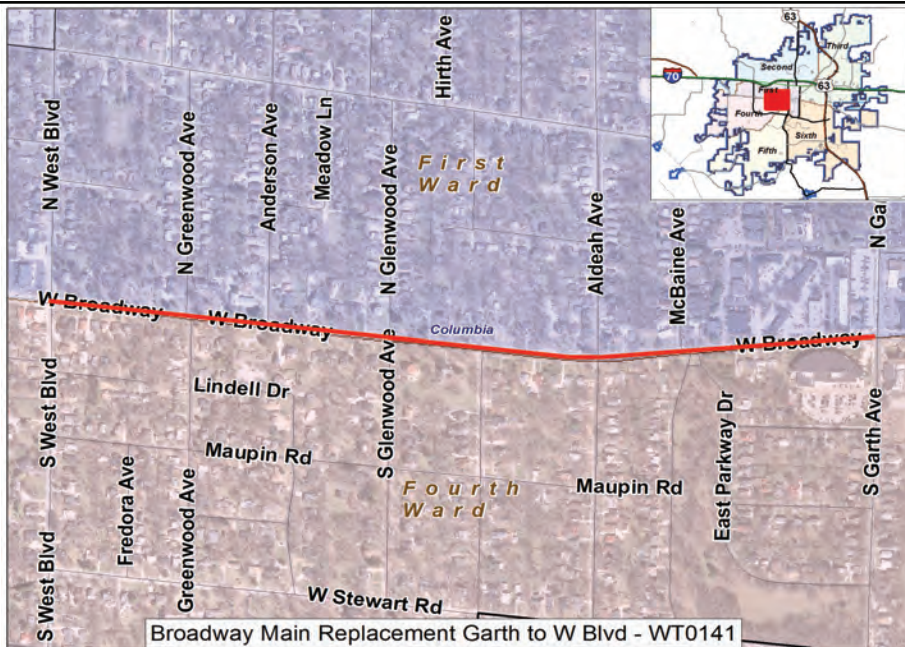 63
Third
Second
70
63
First
Fourth
Sixth
Fifth
Hirth Ave
N West Blvd
N Greenwood Ave
Anderson Ave
Meadow Ln
N Glenwood Ave
First
Ward
Aldeah Ave
McBaine Ave
N Ga
W Broadway
W Broadway
Columbia
W Broadway
S West Blvd
Lindell Dr
S Glenwood Ave
Maupin Rd
Fourth
Ward
Maupin Rd
East Parkway Dr
S Garth Ave
Fredora Ave
Greenwood Ave
S West Blvd
W Stewart Rd
Broadway Main Replacement Garth to W Blvd - WT0141